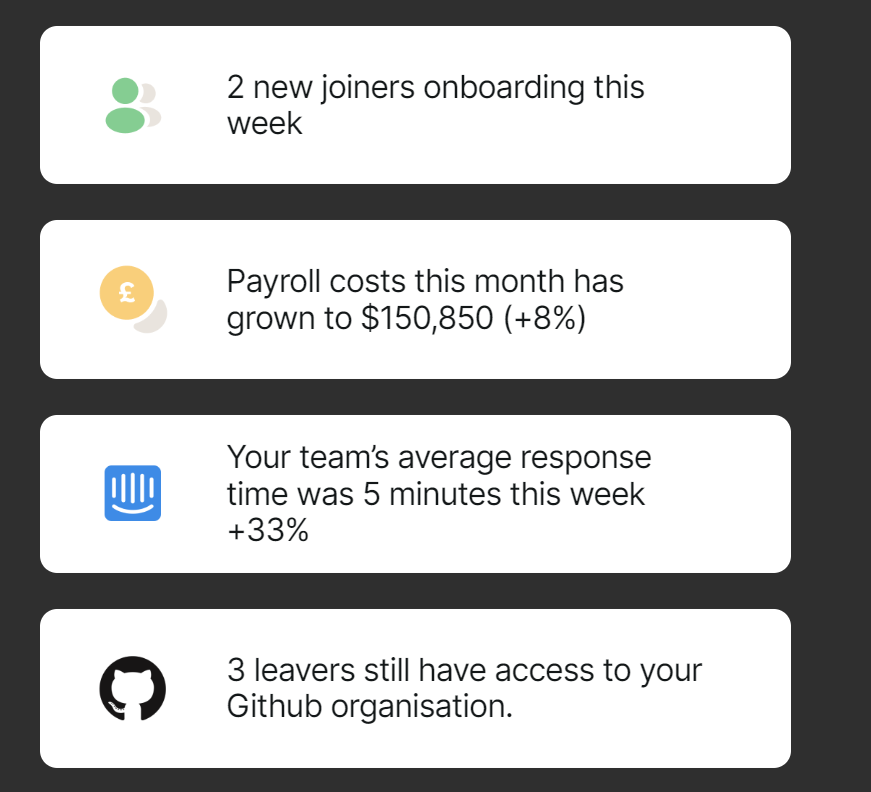 2 new joiners onboarding this
week
£
Payroll costs this month has
grown to $150,850 (+8%)
Your team’s average response
time was 5 minutes this week
+33%
3 leavers still have access to your
Github organisation.